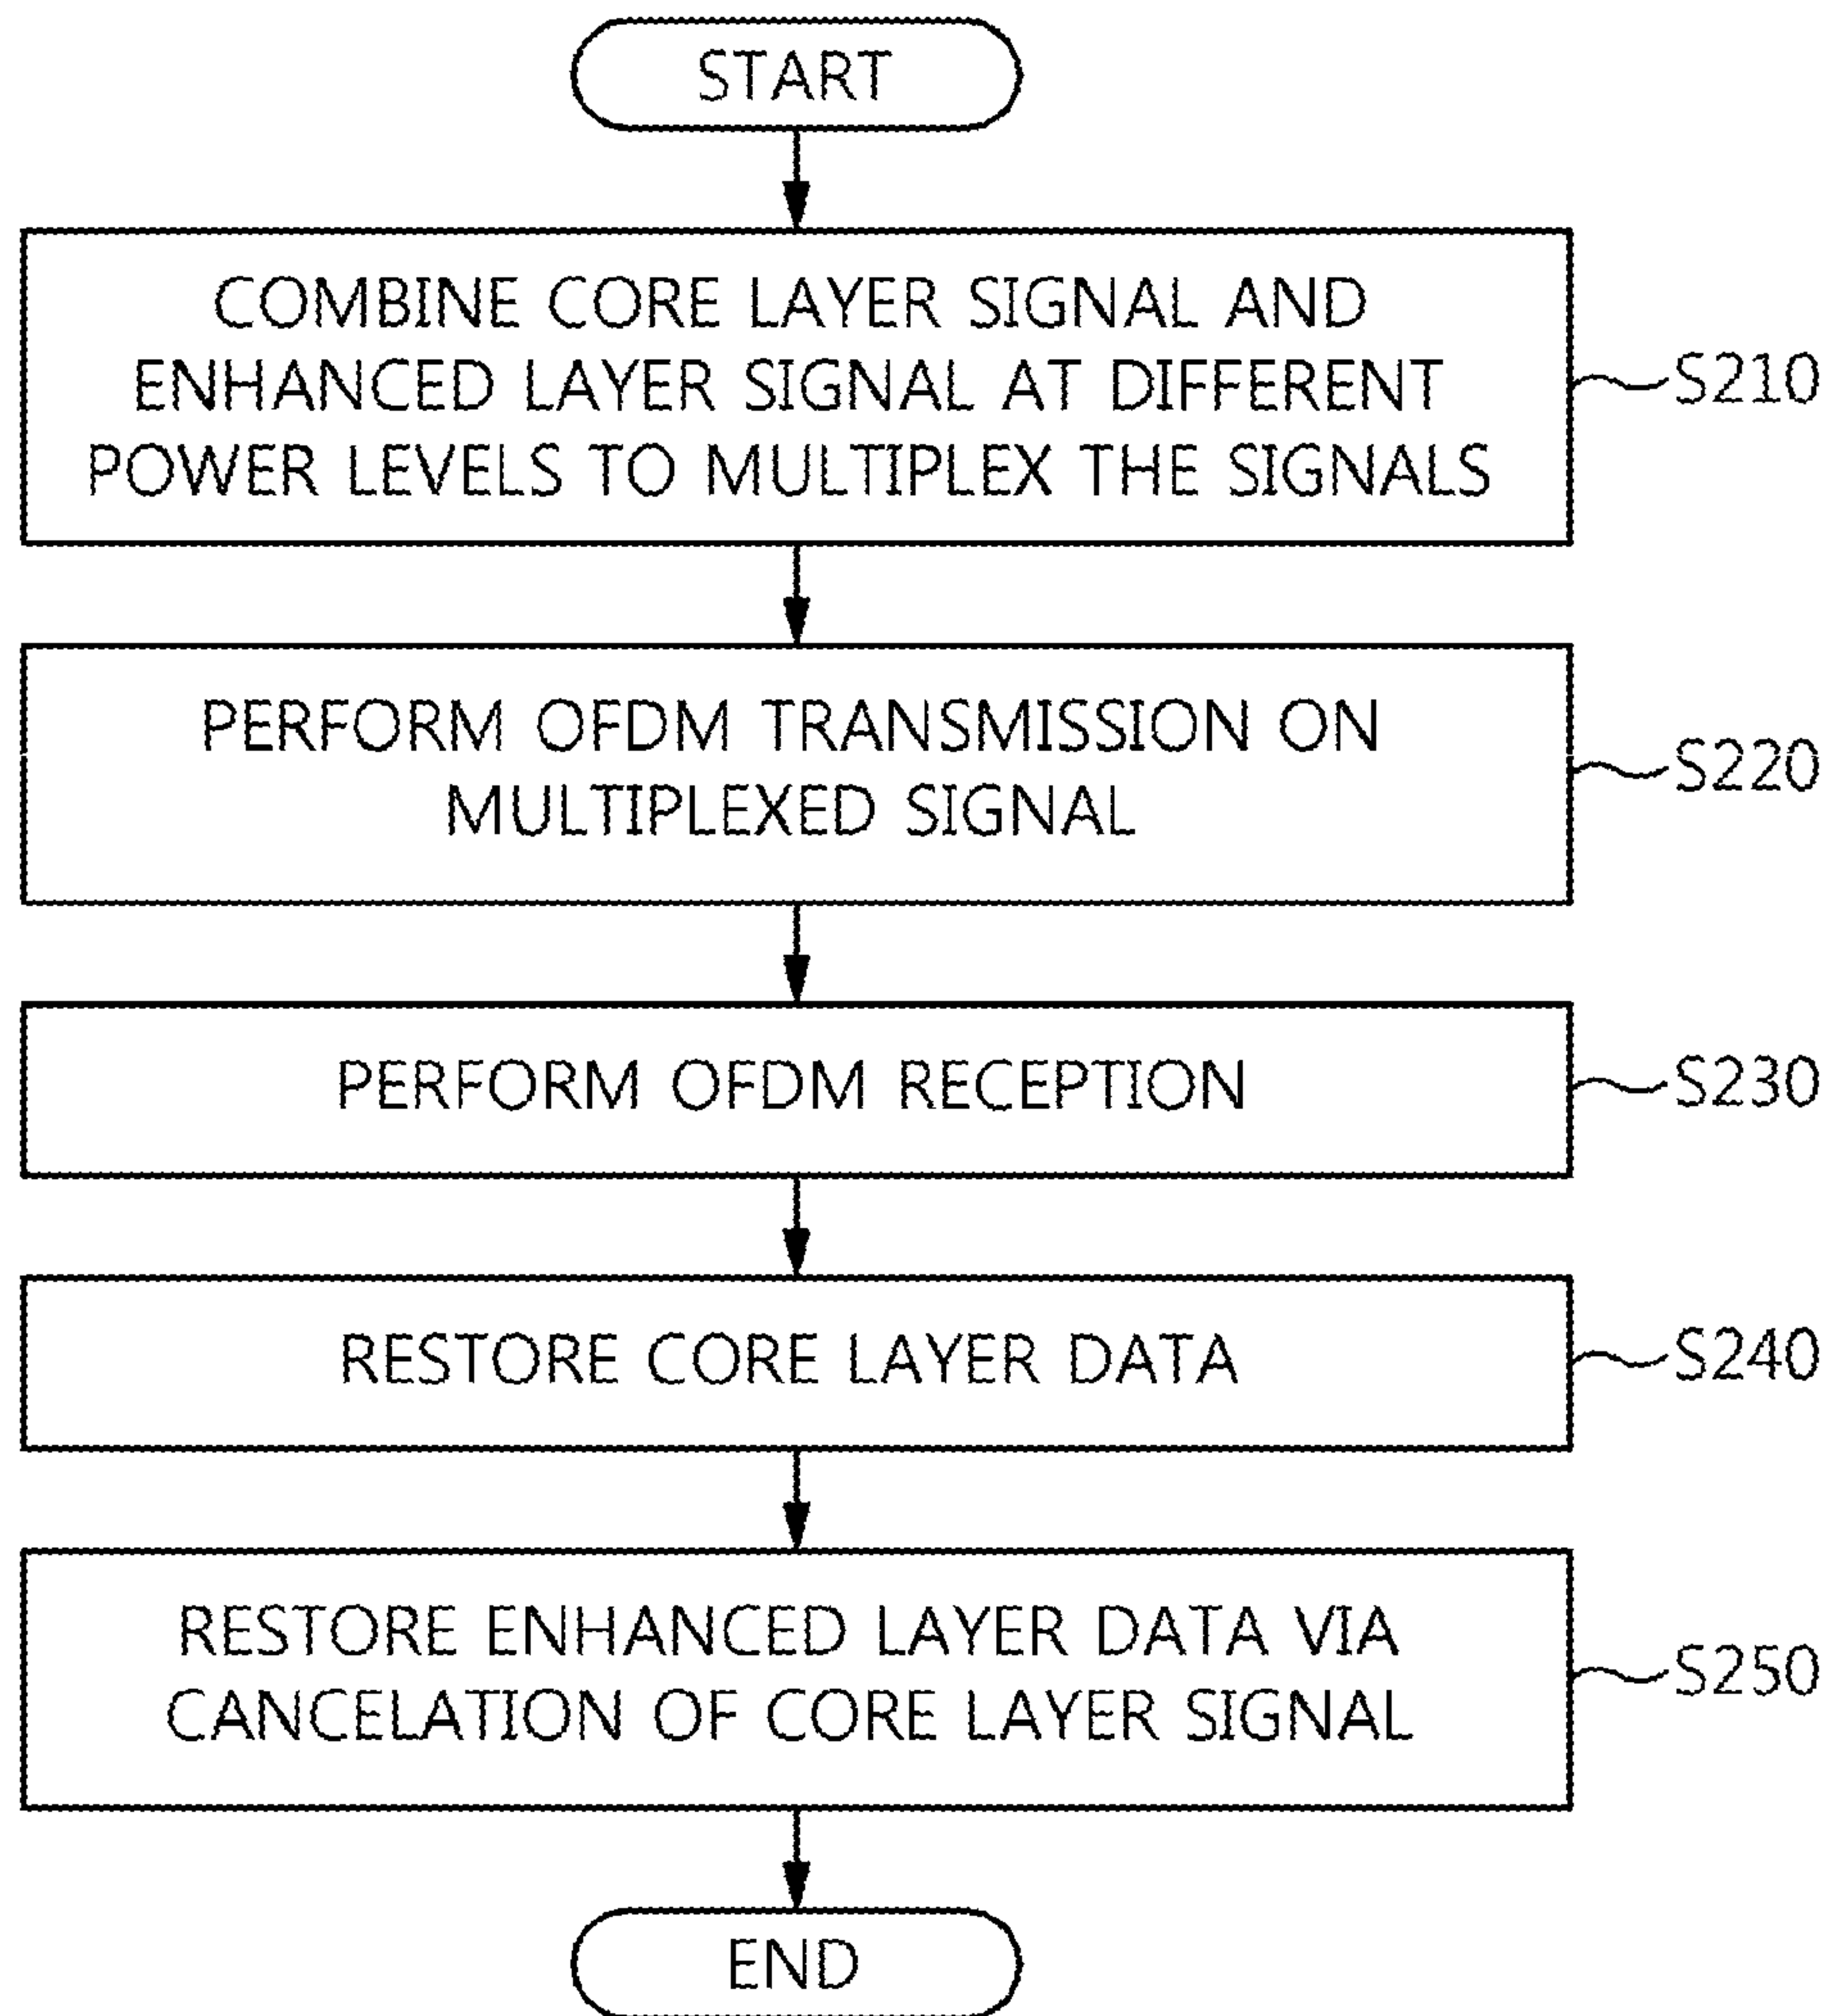 START
COMBINE CORE LAYER SIGNAL AND
ENHANCED LAYER SIGNAL AT DIFFERENT
POWER LEVELS TO MULTIPLEX THE SIGNALS
S210
PERFORM OFDM TRANSMISSION ON
MULTIPLEXED SIGNAL
S220
PERFORM OFDM RECEPTION
S230
RESTORE CORE LAYER DATA
S240
RESTORE ENHANCED LAYER DATA VIA
CANCELATION OF CORE LAYER SIGNAL
S250
END